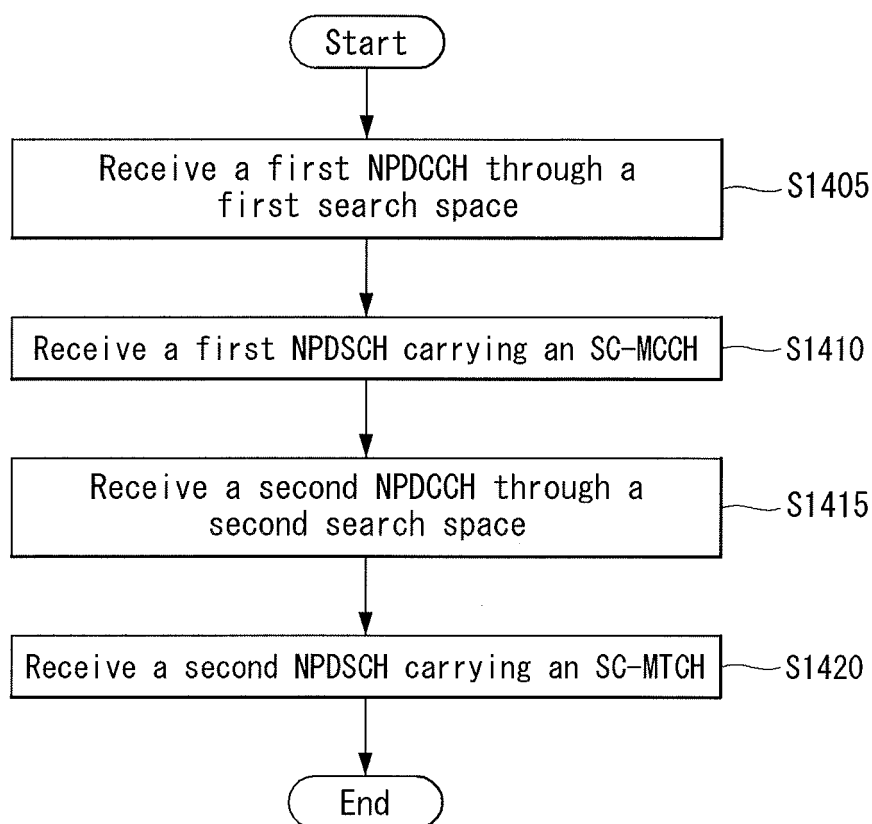 Start
Receive a first NPDCCH through a
first search space
S1405
Receive a first NPDSCH carrying an SC-MCCH
S1410
Receive a second NPDCCH through a
second search space
S1415
Receive a second NPDSCH carrying an SC-MTCH
S1420
End